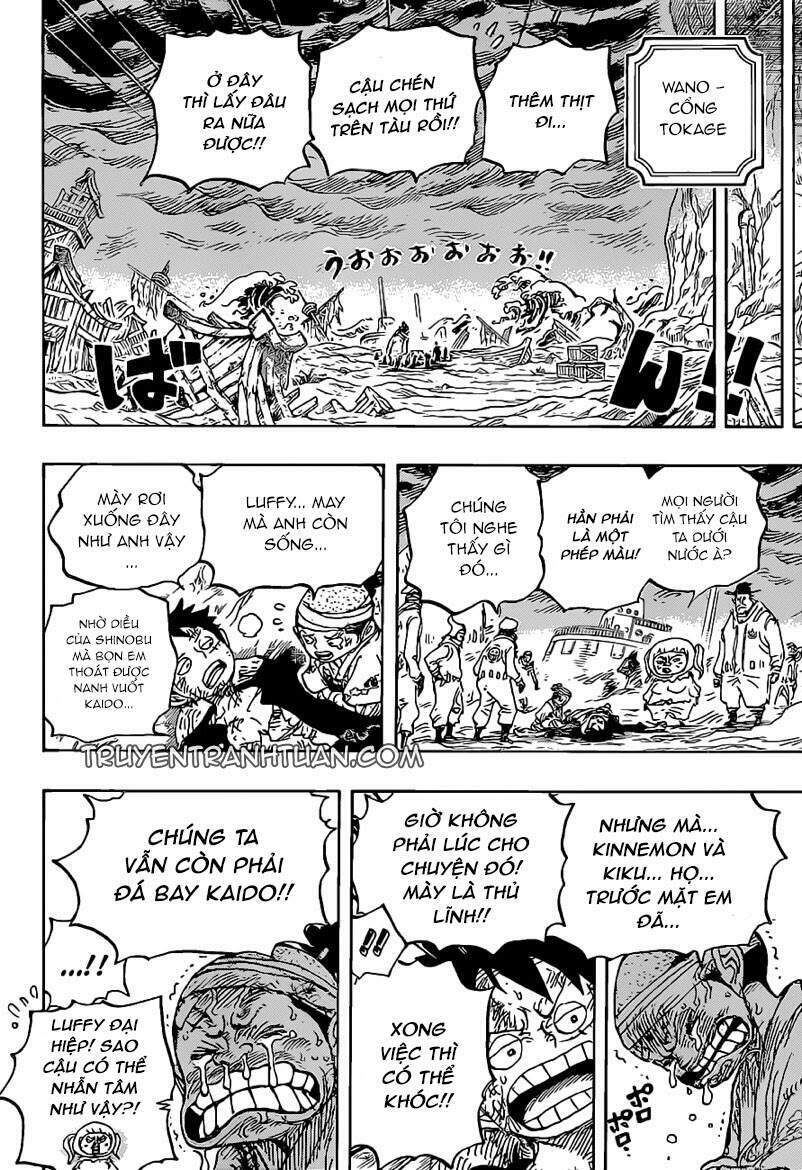 WANO –
CỔNG
TOKAGE
THÊM THỊT
ĐI...
CẬU CHÉN
SẠCH MỌI THỨ
TRÊN TÀU RỒI!!
Ở ĐÂY
THÌ LẤY ĐÂU
RA NỮA
ĐƯỢC!!
うおおおおおお!!
ばん!!
MỌI NGƯỜI
TÌM THẤY CẬU
TA DƯỚI
NƯỚC À?
HẲN PHẢI
LÀ MỘT
PHÉP MÀU!
CHÚNG
TÔI NGHE
THẤY GÌ
ĐÓ...
LUFFY... MAY
MÀ ANH CÒN
SỐNG...
MÀY RƠI
XUỐNG ĐÂY
NHƯ ANH VẬY
...
NHỜ DIỀU
CỦA SHINOBU
MÀ BỌN EM
THOÁT ĐƯỢC
NANH VUỐT
KAIDO...
TRUYENTRANHTUAN.COM
NHƯNG MÀ...
KINNEMON VÀ
KIKU... HỌ...
TRƯỚC MẶT EM
ĐÃ...
ポロポロ
GIỜ KHÔNG
PHẢI LÚC CHO
CHUYỆN ĐÓ!
MÀY LÀ THỦ
LĨNH!!
!!
XONG
VIỆC THÌ
CÓ THỂ
KHÓC!!
CHÚNG TA
VẪN CÒN PHẢI
ĐÁ BAY KAIDO!!
...!!
LUFFY ĐẠI
HIỆP! SAO
CẬU CÓ THỂ
NHẪN TÂM
NHƯ VẬY?!